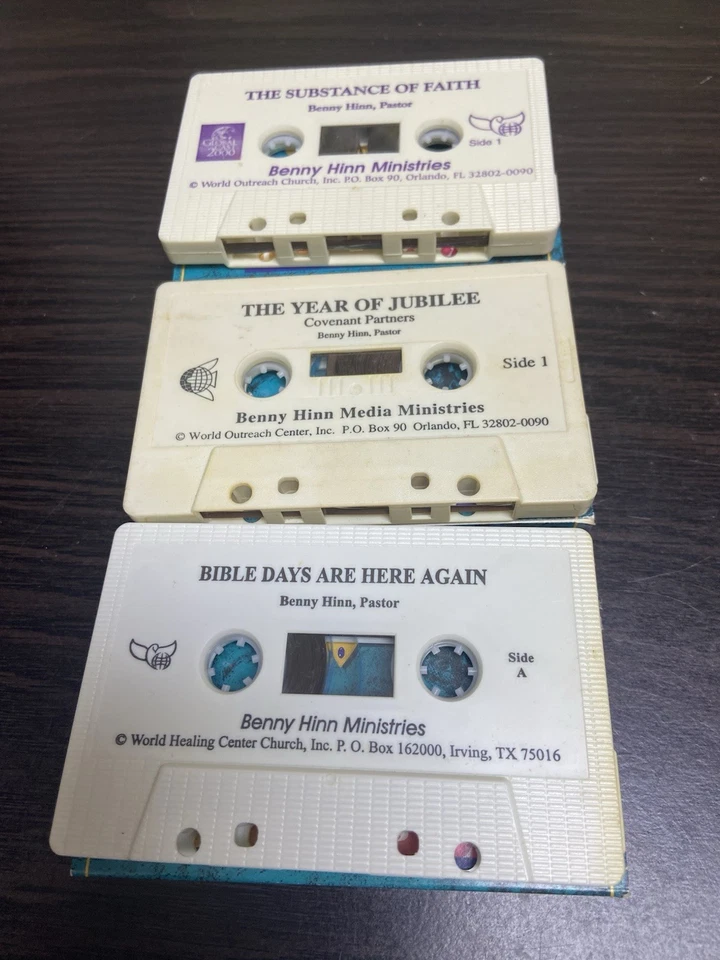 THE SUBSTANCE OF FAITH
Benny Hinn, Pastor
GLOBAL
2000
Side 1
Benny Hinn Ministries
© World Outreach Church, Inc. P.O. Box 90, Orlando, FL 32802-0090
THE YEAR OF JUBILEE
Covenant Partners
Benny Hinn, Pastor
Side 1
Benny Hinn Media Ministries
© World Outreach Center, Inc. P.O. Box 90 Orlando, FL 32802-0090
BIBLE DAYS ARE HERE AGAIN
Benny Hinn, Pastor
Side
A
Benny Hinn Ministries
© World Healing Center Church, Inc. P. O. Box 162000, Irving, TX 75016